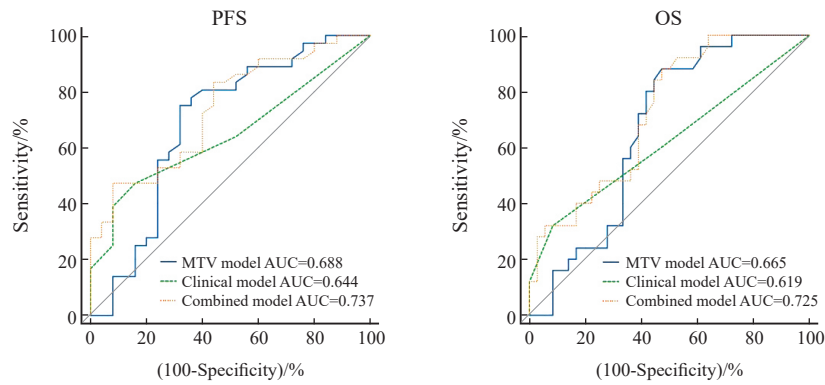 PFS
Sensitivity/%
100
80
60
40
20
0
MTV model AUC=0.688
Clinical model AUC=0.644
Combined model AUC=0.737
0 20 40 60 80 100
(100-Specificity)/%
OS
Sensitivity/%
100
80
60
40
20
0
MTV model AUC=0.665
Clinical model AUC=0.619
Combined model AUC=0.725
0 20 40 60 80 100
(100-Specificity)/%